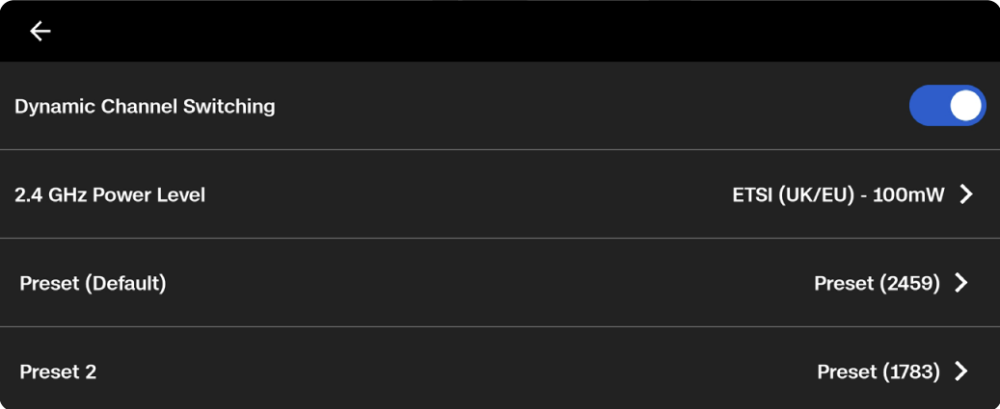 Dynamic Channel Switching
2.4 GHz Power Level ETSI (UK/EU) - 100mW
Preset (Default) Preset (2459)
Preset 2 Preset (1783)